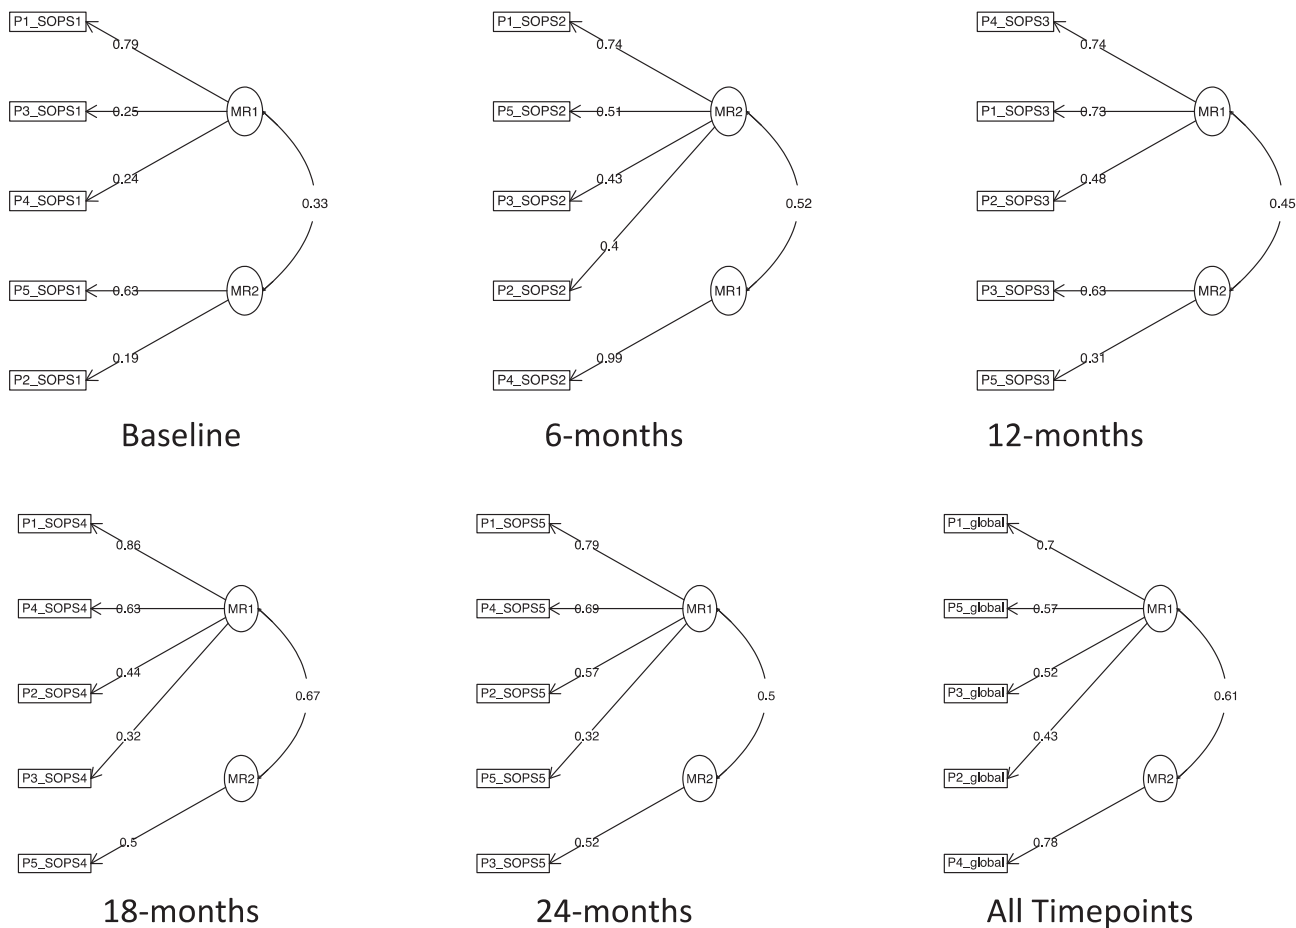 P1_SOPS1
0.79
P3_SOPS1
0.25
MR1
P4_SOPS1
0.24
0.33
P5_SOPS1
0.63
MR2
P2_SOPS1
0.19
Baseline
P1_SOPS2
0.74
P5_SOPS2
0.51
MR2
P3_SOPS2
0.43
0.52
0.4
P2_SOPS2
MR1
P4_SOPS2
0.99
6-months
P4_SOPS3
0.74
P1_SOPS3
0.73
MR1
P2_SOPS3
0.48
0.45
P3_SOPS3
0.63
MR2
P5_SOPS3
0.31
12-months
P1_SOPS4
0.86
P4_SOPS4
0.63
MR1
P2_SOPS4
0.44
0.67
0.32
P3_SOPS4
MR2
P5_SOPS4
0.5
18-months
P1_SOPS5
0.79
P4_SOPS5
0.69
MR1
P2_SOPS5
0.57
0.5
0.32
P5_SOPS5
MR2
P3_SOPS5
0.52
24-months
P1_global
0.7
P5_global
0.57
MR1
P3_global
0.52
0.61
0.43
P2_global
MR2
P4_global
0.78
All Timepoints